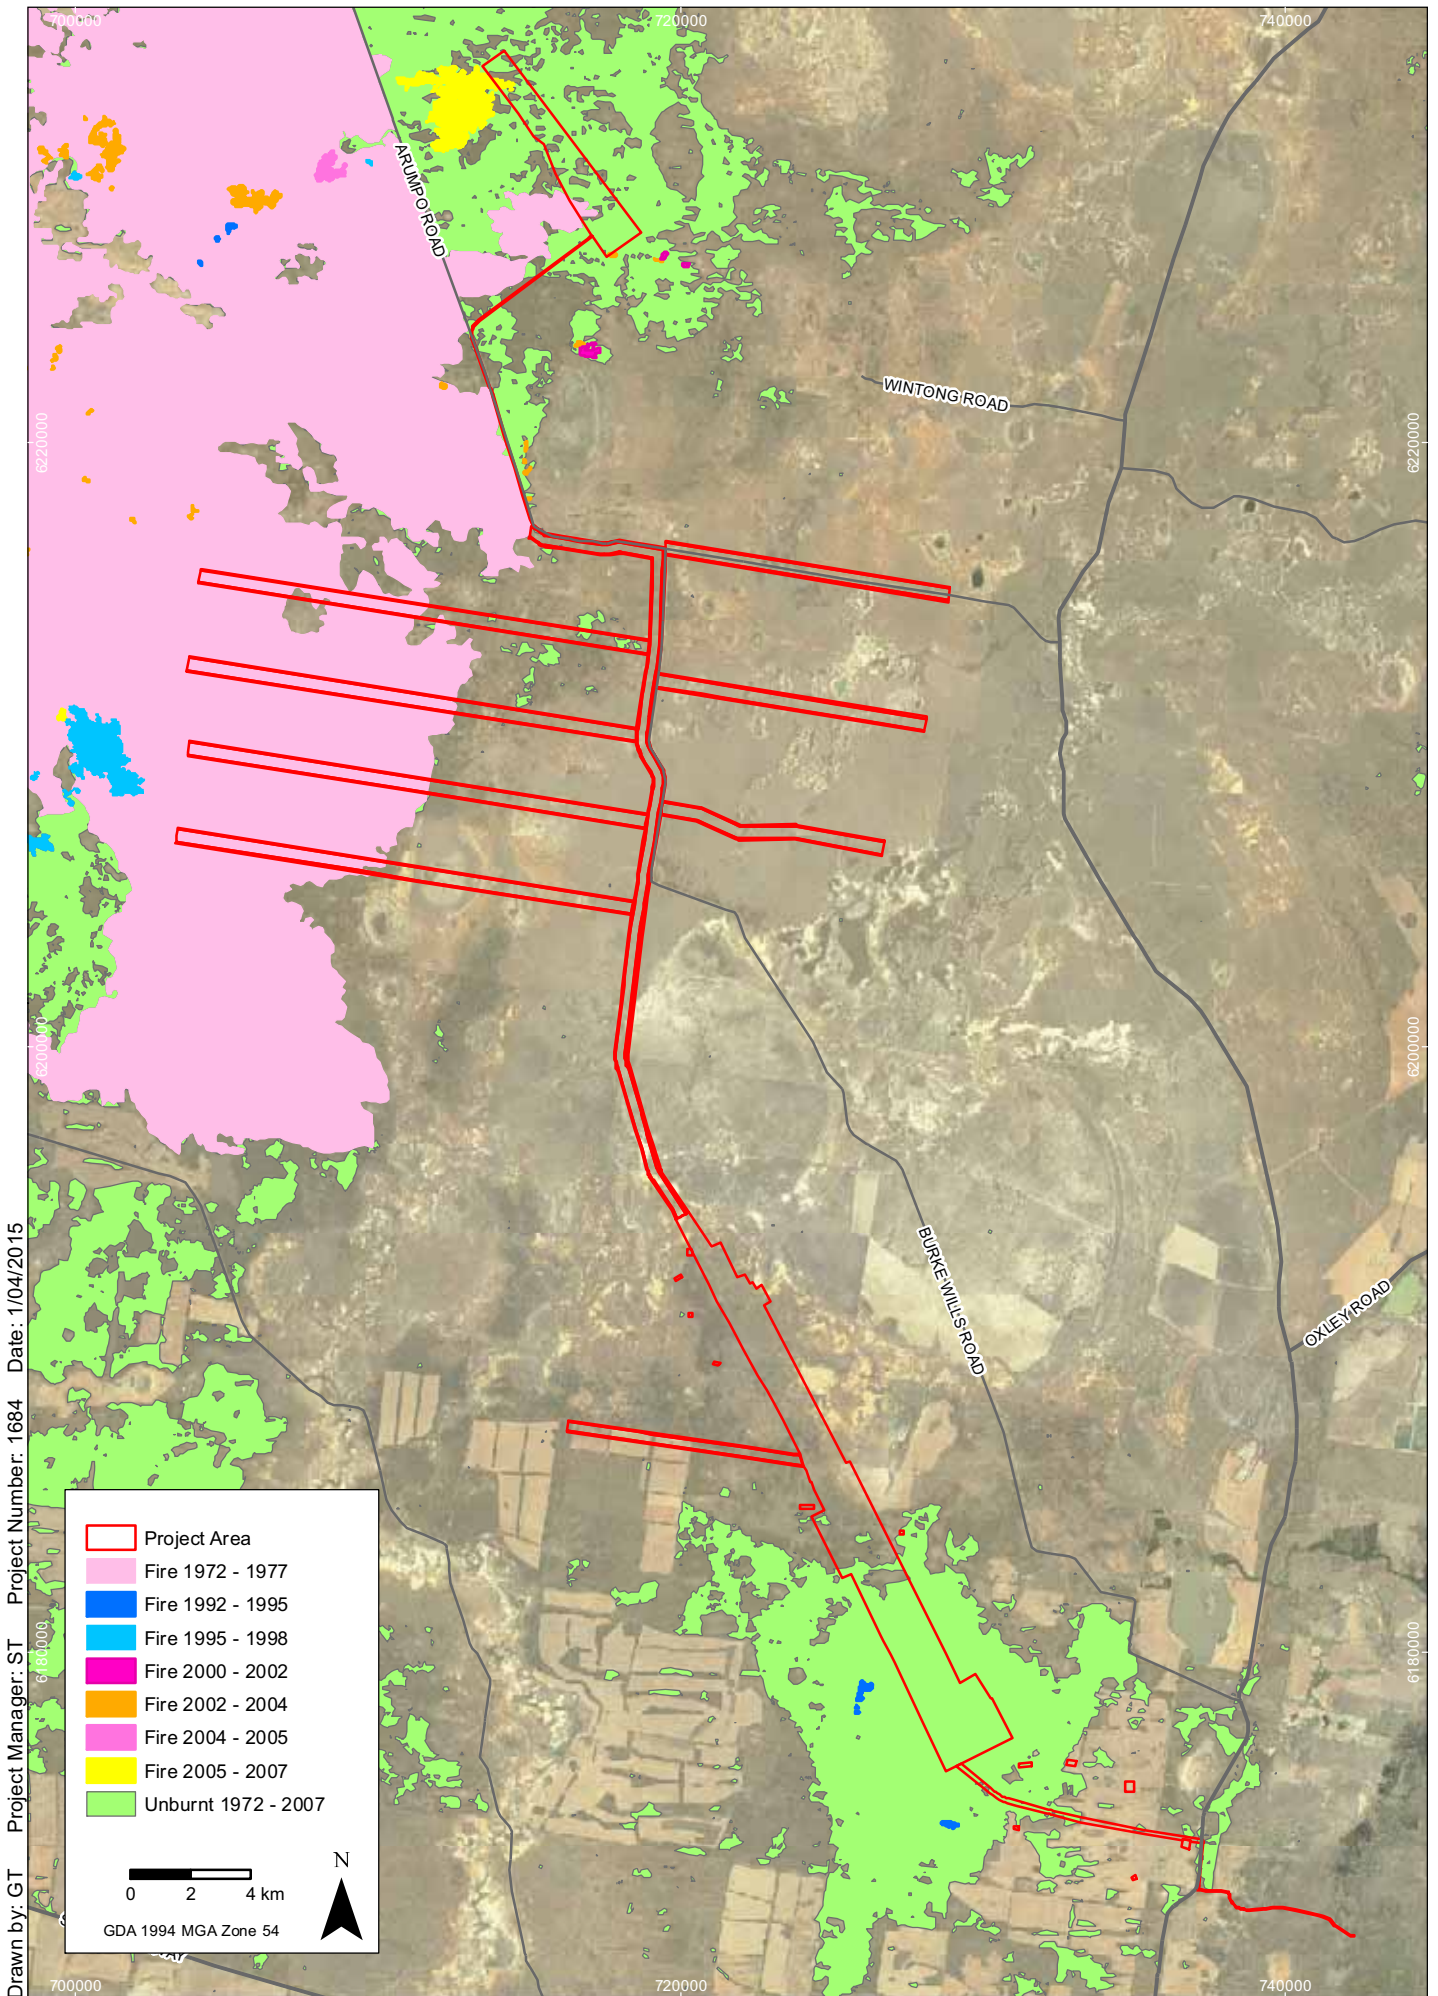 700000
720000
740000
ARUMPO ROAD
WINTONG ROAD
6220000
6220000
6200000
6200000
BURKE WILLS ROAD
OXLEY ROAD
6180000
6180000
Project Area
Fire 1972 - 1977
Fire 1992 - 1995
Fire 1995 - 1998
Fire 2000 - 2002
Fire 2002 - 2004
Fire 2004 - 2005
Fire 2005 - 2007
Unburnt 1972 - 2007
0 2 4 km
N
GDA 1994 MGA Zone 54
700000
720000
740000
Drawn by: GT Project Manager: ST Project Number: 1684 Date: 1/04/2015